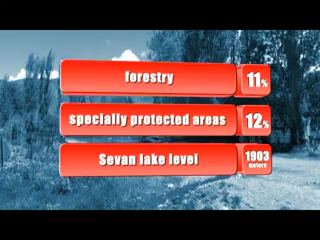 forestry 11%
specially protected areas 12%
Sevan lake level 1903 meters